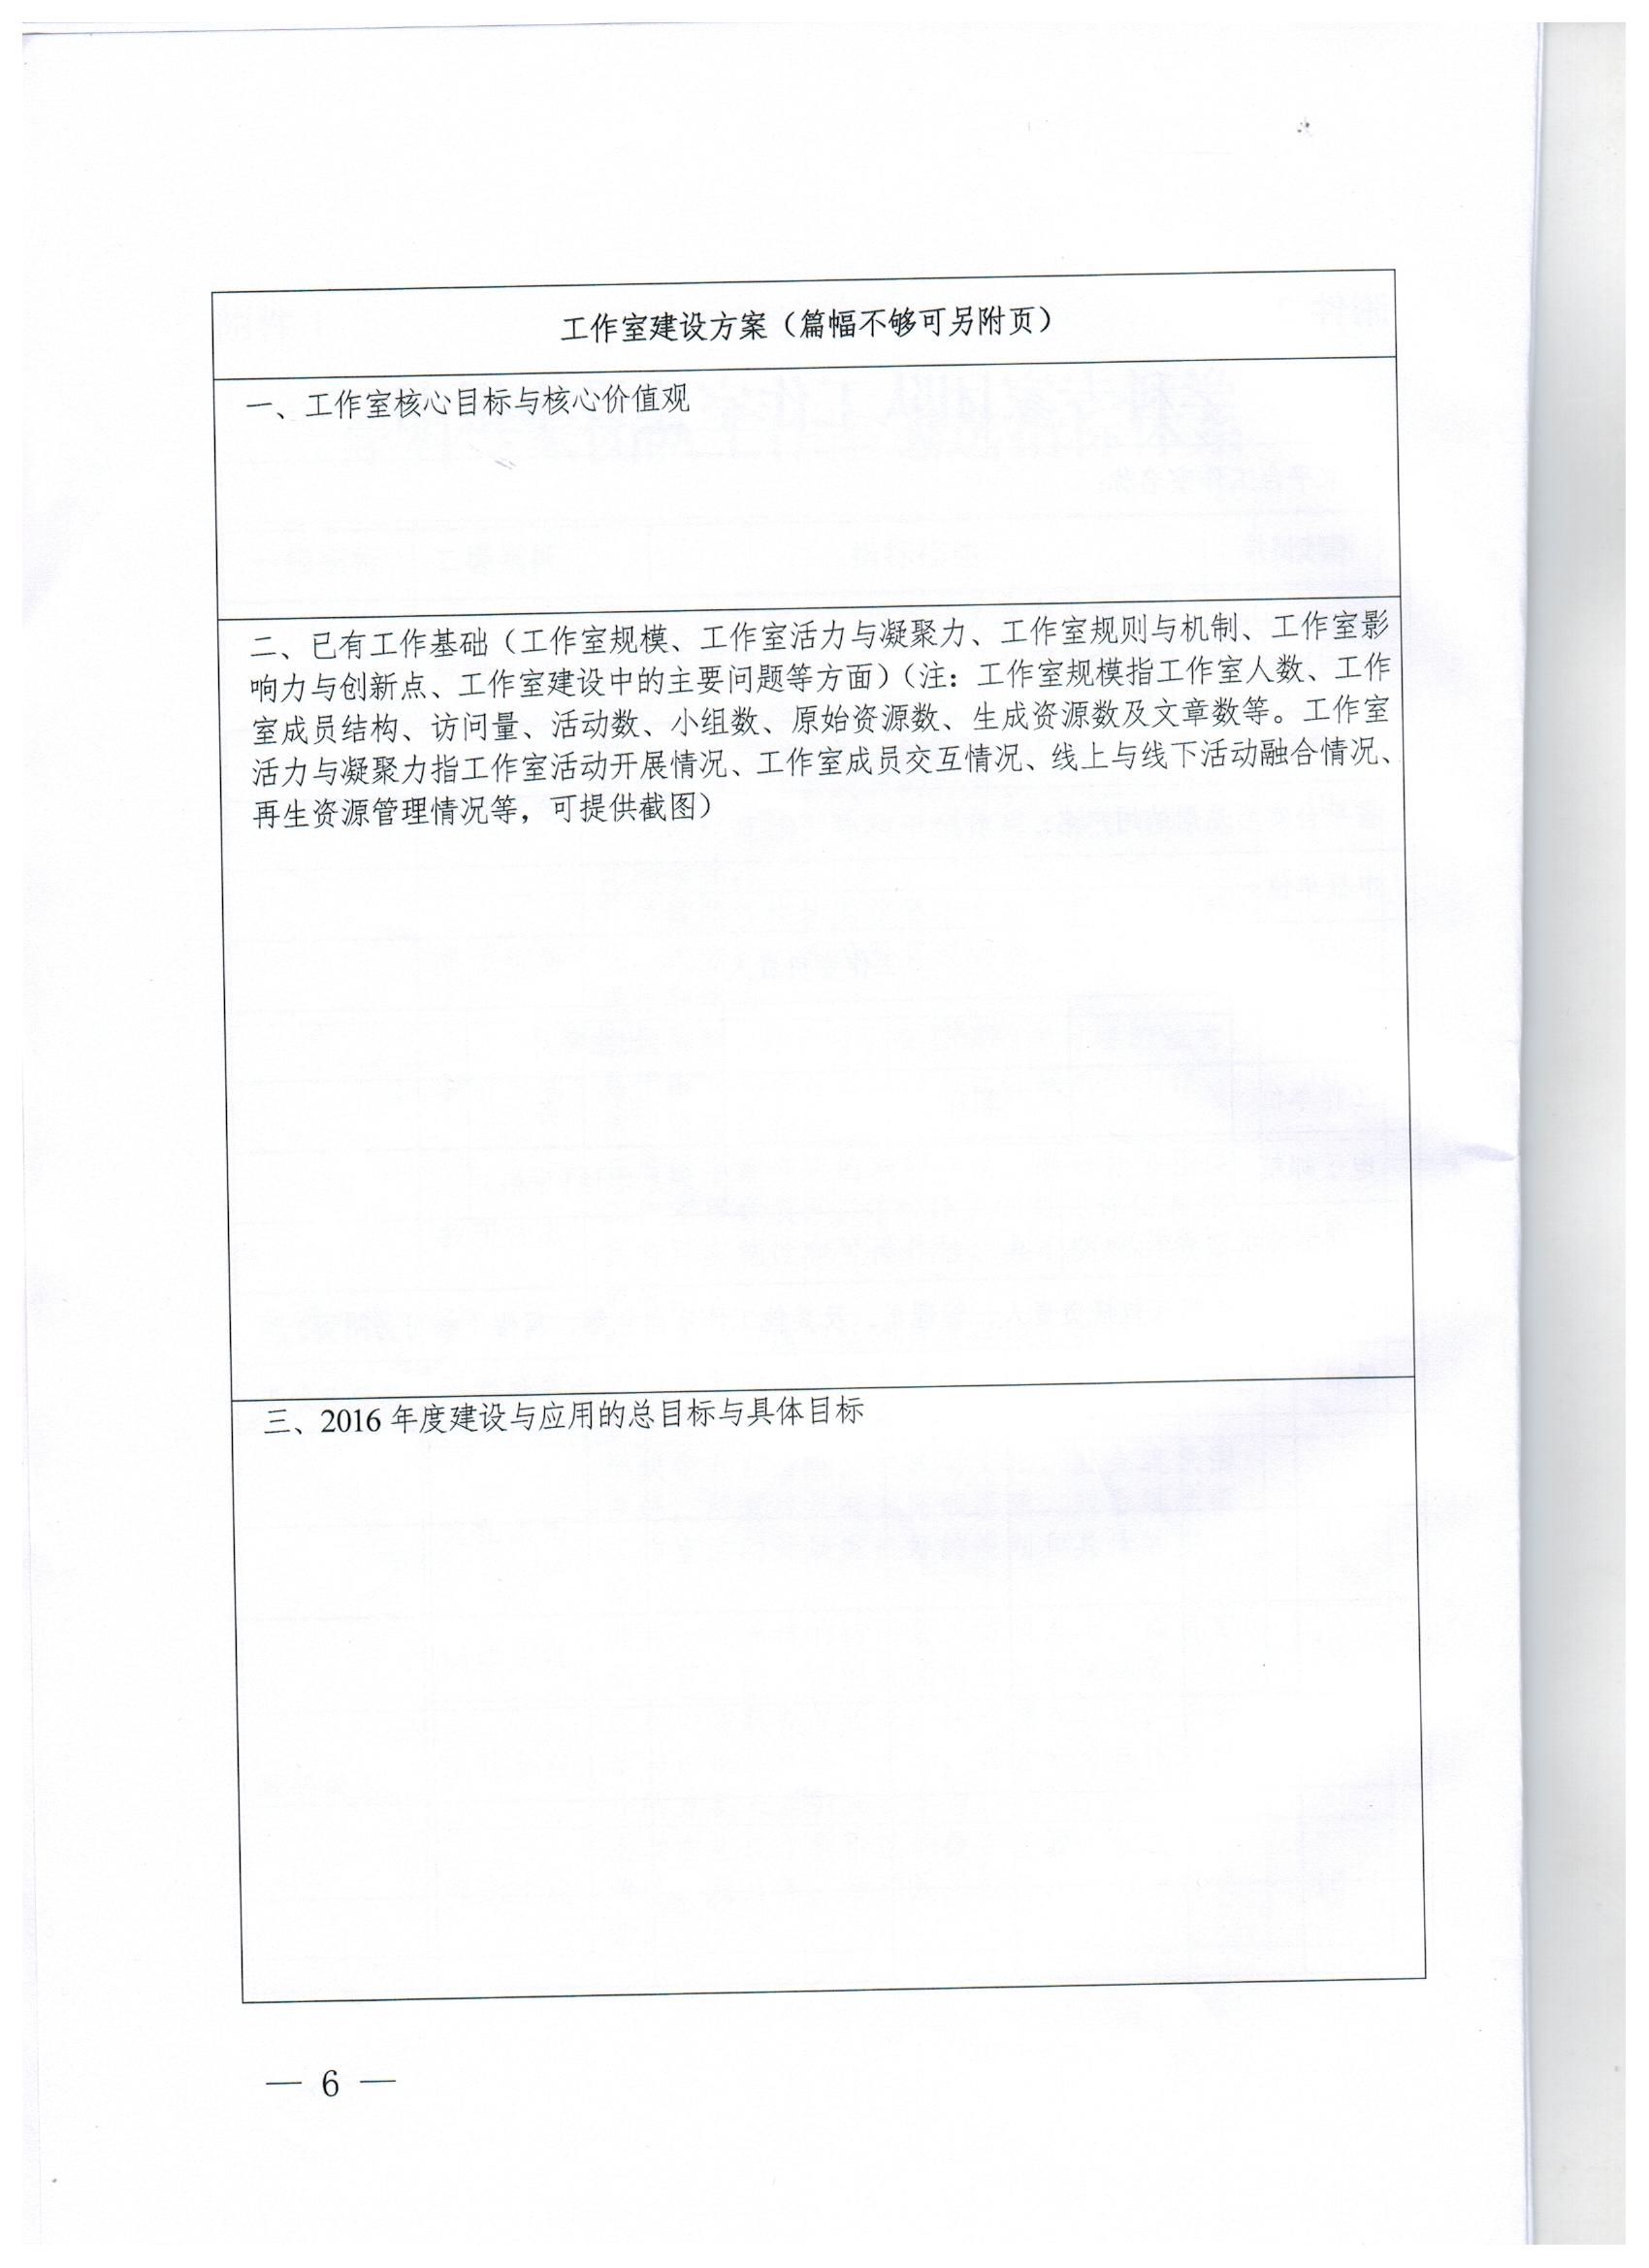 工作室建设方案（篇幅不够可另附页）
一、工作室核心目标与核心价值观
二、已有工作基础（工作室规模、工作室活力与凝聚力、工作室规则与机制、工作室影
响力与创新点、工作室建设中的主要问题等方面）（注：工作室规模指工作室人数、工作
室成员结构、访问量、活动数、小组数、原始资源数、生成资源数及文章数等。工作室
活力与凝聚力指工作室活动开展情况、工作室成员交互情况、线上与线下活动融合情况、
再生资源管理情况等，可提供截图）
三、2016 年度建设与应用的总目标与具体目标
— 6 —